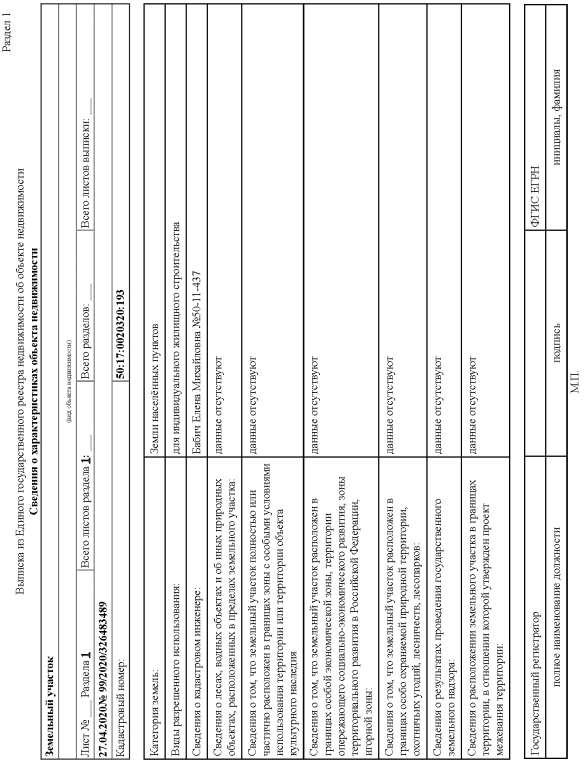 Раздел 1
Выписка из Единого государственного реестра недвижимости об объекте недвижимости
Сведения о характеристиках объекта недвижимости
Земельный участок
(вид объекта недвижимости)
Лист № ___ Раздела 1 Всего листов раздела 1: ___ Всего разделов: ___ Всего листов выписки: ___
27.04.2020№ 99/2020/326483489
Кадастровый номер: 50:17:0020320:193
Категория земель: Земли населённых пунктов
Виды разрешенного использования: для индивидуального жилищного строительства
Сведения о кадастровом инженере: Бабич Елена Михайловна №50-11-437
Сведения о лесах, водных объектах и об иных природных данные отсутствуют
объектах, расположенных в пределах земельного участка:
Сведения о том, что земельный участок полностью или данные отсутствуют
частично расположен в границах зоны с особыми условиями
использования территории или территории объекта
культурного наследия
Сведения о том, что земельный участок расположен в данные отсутствуют
границах особой экономической зоны, территории
опережающего социально-экономического развития, зоны
территориального развития в Российской Федерации,
игорной зоны:
Сведения о том, что земельный участок расположен в данные отсутствуют
границах особо охраняемой природной территории,
охотничьих угодий, лесничеств, лесопарков:
Сведения о результатах проведения государственного данные отсутствуют
земельного надзора:
Сведения о расположении земельного участка в границах данные отсутствуют
территории, в отношении которой утвержден проект
межевания территории:
Государственный регистратор ФГИС ЕГРН
полное наименование должности подпись инициалы, фамилия
М.П.